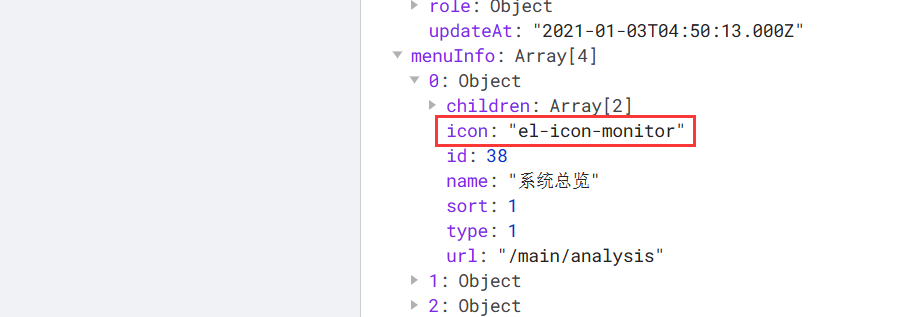 role: Object
updateAt: "2021-01-03T04:50:13.000Z"
menuInfo: Array[4]
0: Object
children: Array[2]
icon: "el-icon-monitor"
id: 38
name: "系统总览"
sort: 1
type: 1
url: "/main/analysis"
1: Object
2: Object